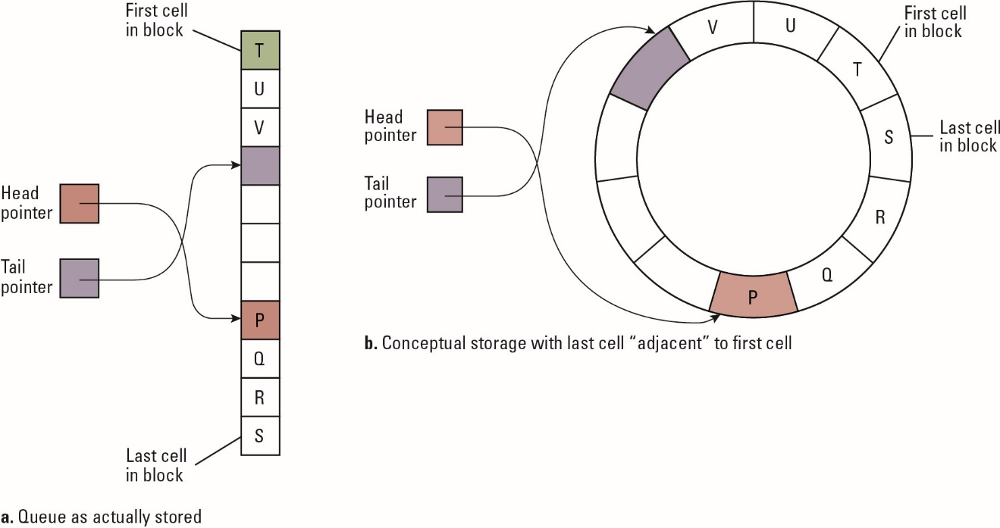 First cell
in block
T
U
V
Head
pointer
Tail
pointer
P
Q
R
S
Last cell
in block
a. Queue as actually stored
V
U
First cell
in block
T
Head
pointer
S
Last cell
in block
Tail
pointer
R
Q
P
b. Conceptual storage with last cell “adjacent” to first cell